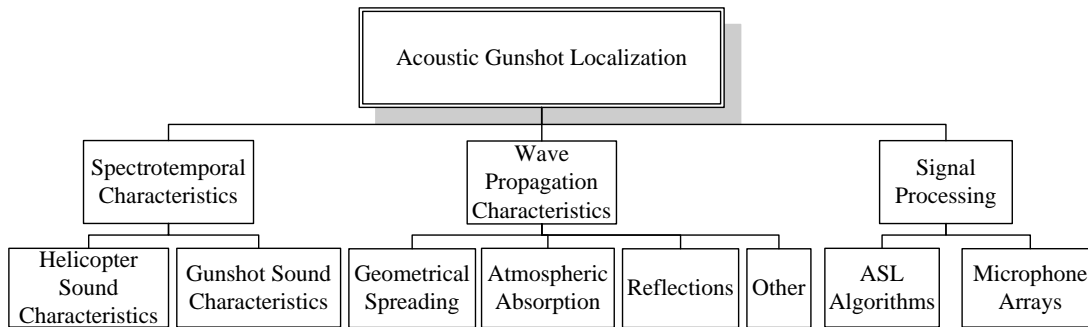 Acoustic Gunshot Localization
Spectrotemporal
Characteristics
Wave
Propagation
Characteristics
Signal
Processing
Helicopter
Sound
Characteristics
Gunshot Sound
Characteristics
Geometrical
Spreading
Atmospheric
Absorption
Reflections
Other
ASL
Algorithms
Microphone
Arrays